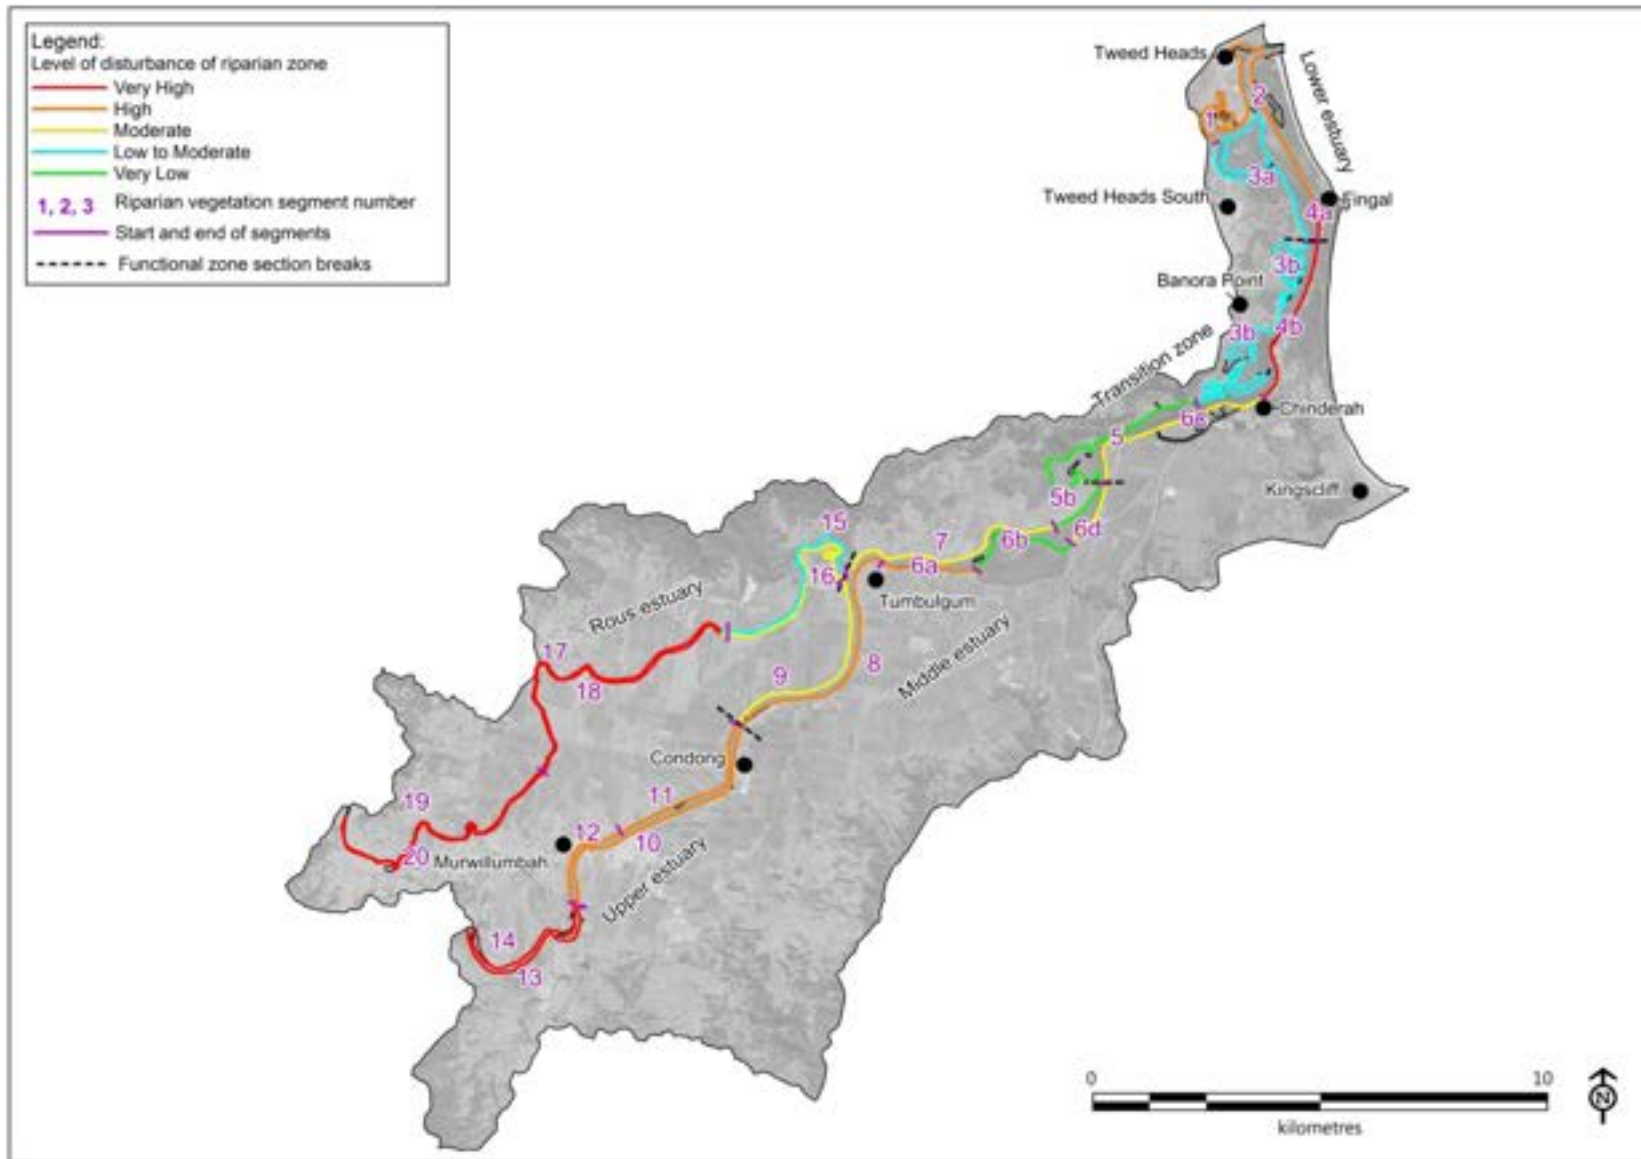 Legend:
Level of disturbance of riparian zone
Very High
High
Moderate
Low to Moderate
Very Low
1, 2, 3 Riparian vegetation segment number
Start and end of segments
Functional zone section breaks
Tweed Heads
Lower estuary
2
1
3a
Tweed Heads South
Fingal
4a
3b
Banora Point
3b
4b
Transition zone
Chinderah
5
Kingscliff
5b
15
7
6b
6d
16
6a
Tumbulgum
Rous estuary
17
18
9
8
Middle estuary
Condong
19
11
12
10
20
Murwillumbah
Upper estuary
14
13
0
10
kilometres
N